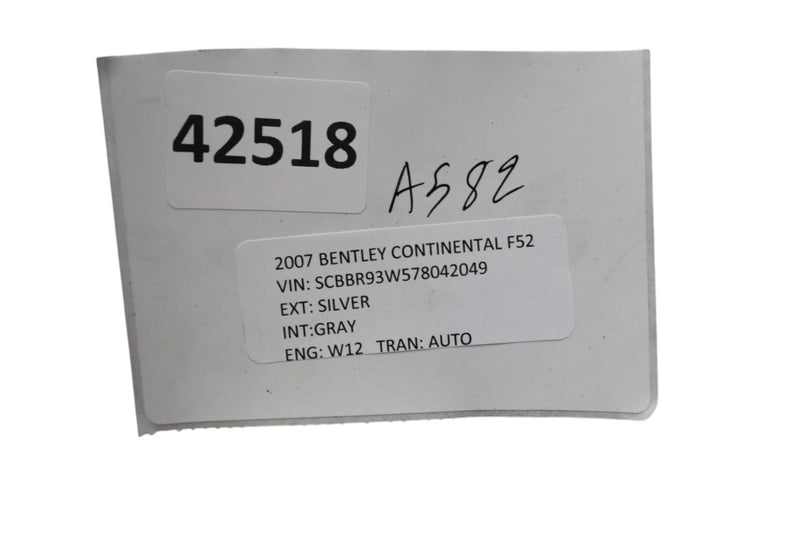 42518
A582
2007 BENTLEY CONTINENTAL F52
VIN: SCBBR93W578042049
EXT: SILVER
INT:GRAY
ENG: W12 TRAN: AUTO